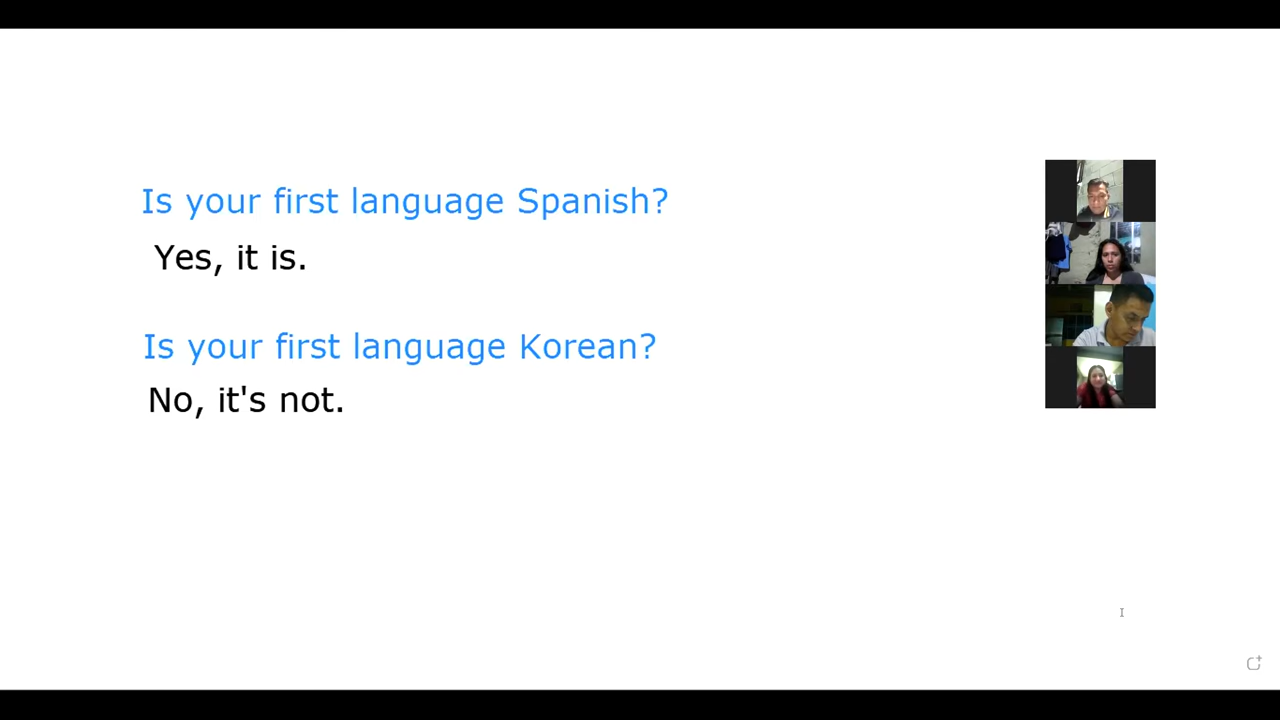 Is your first language Spanish?
Yes, it is.
Is your first language Korean?
No, it's not.